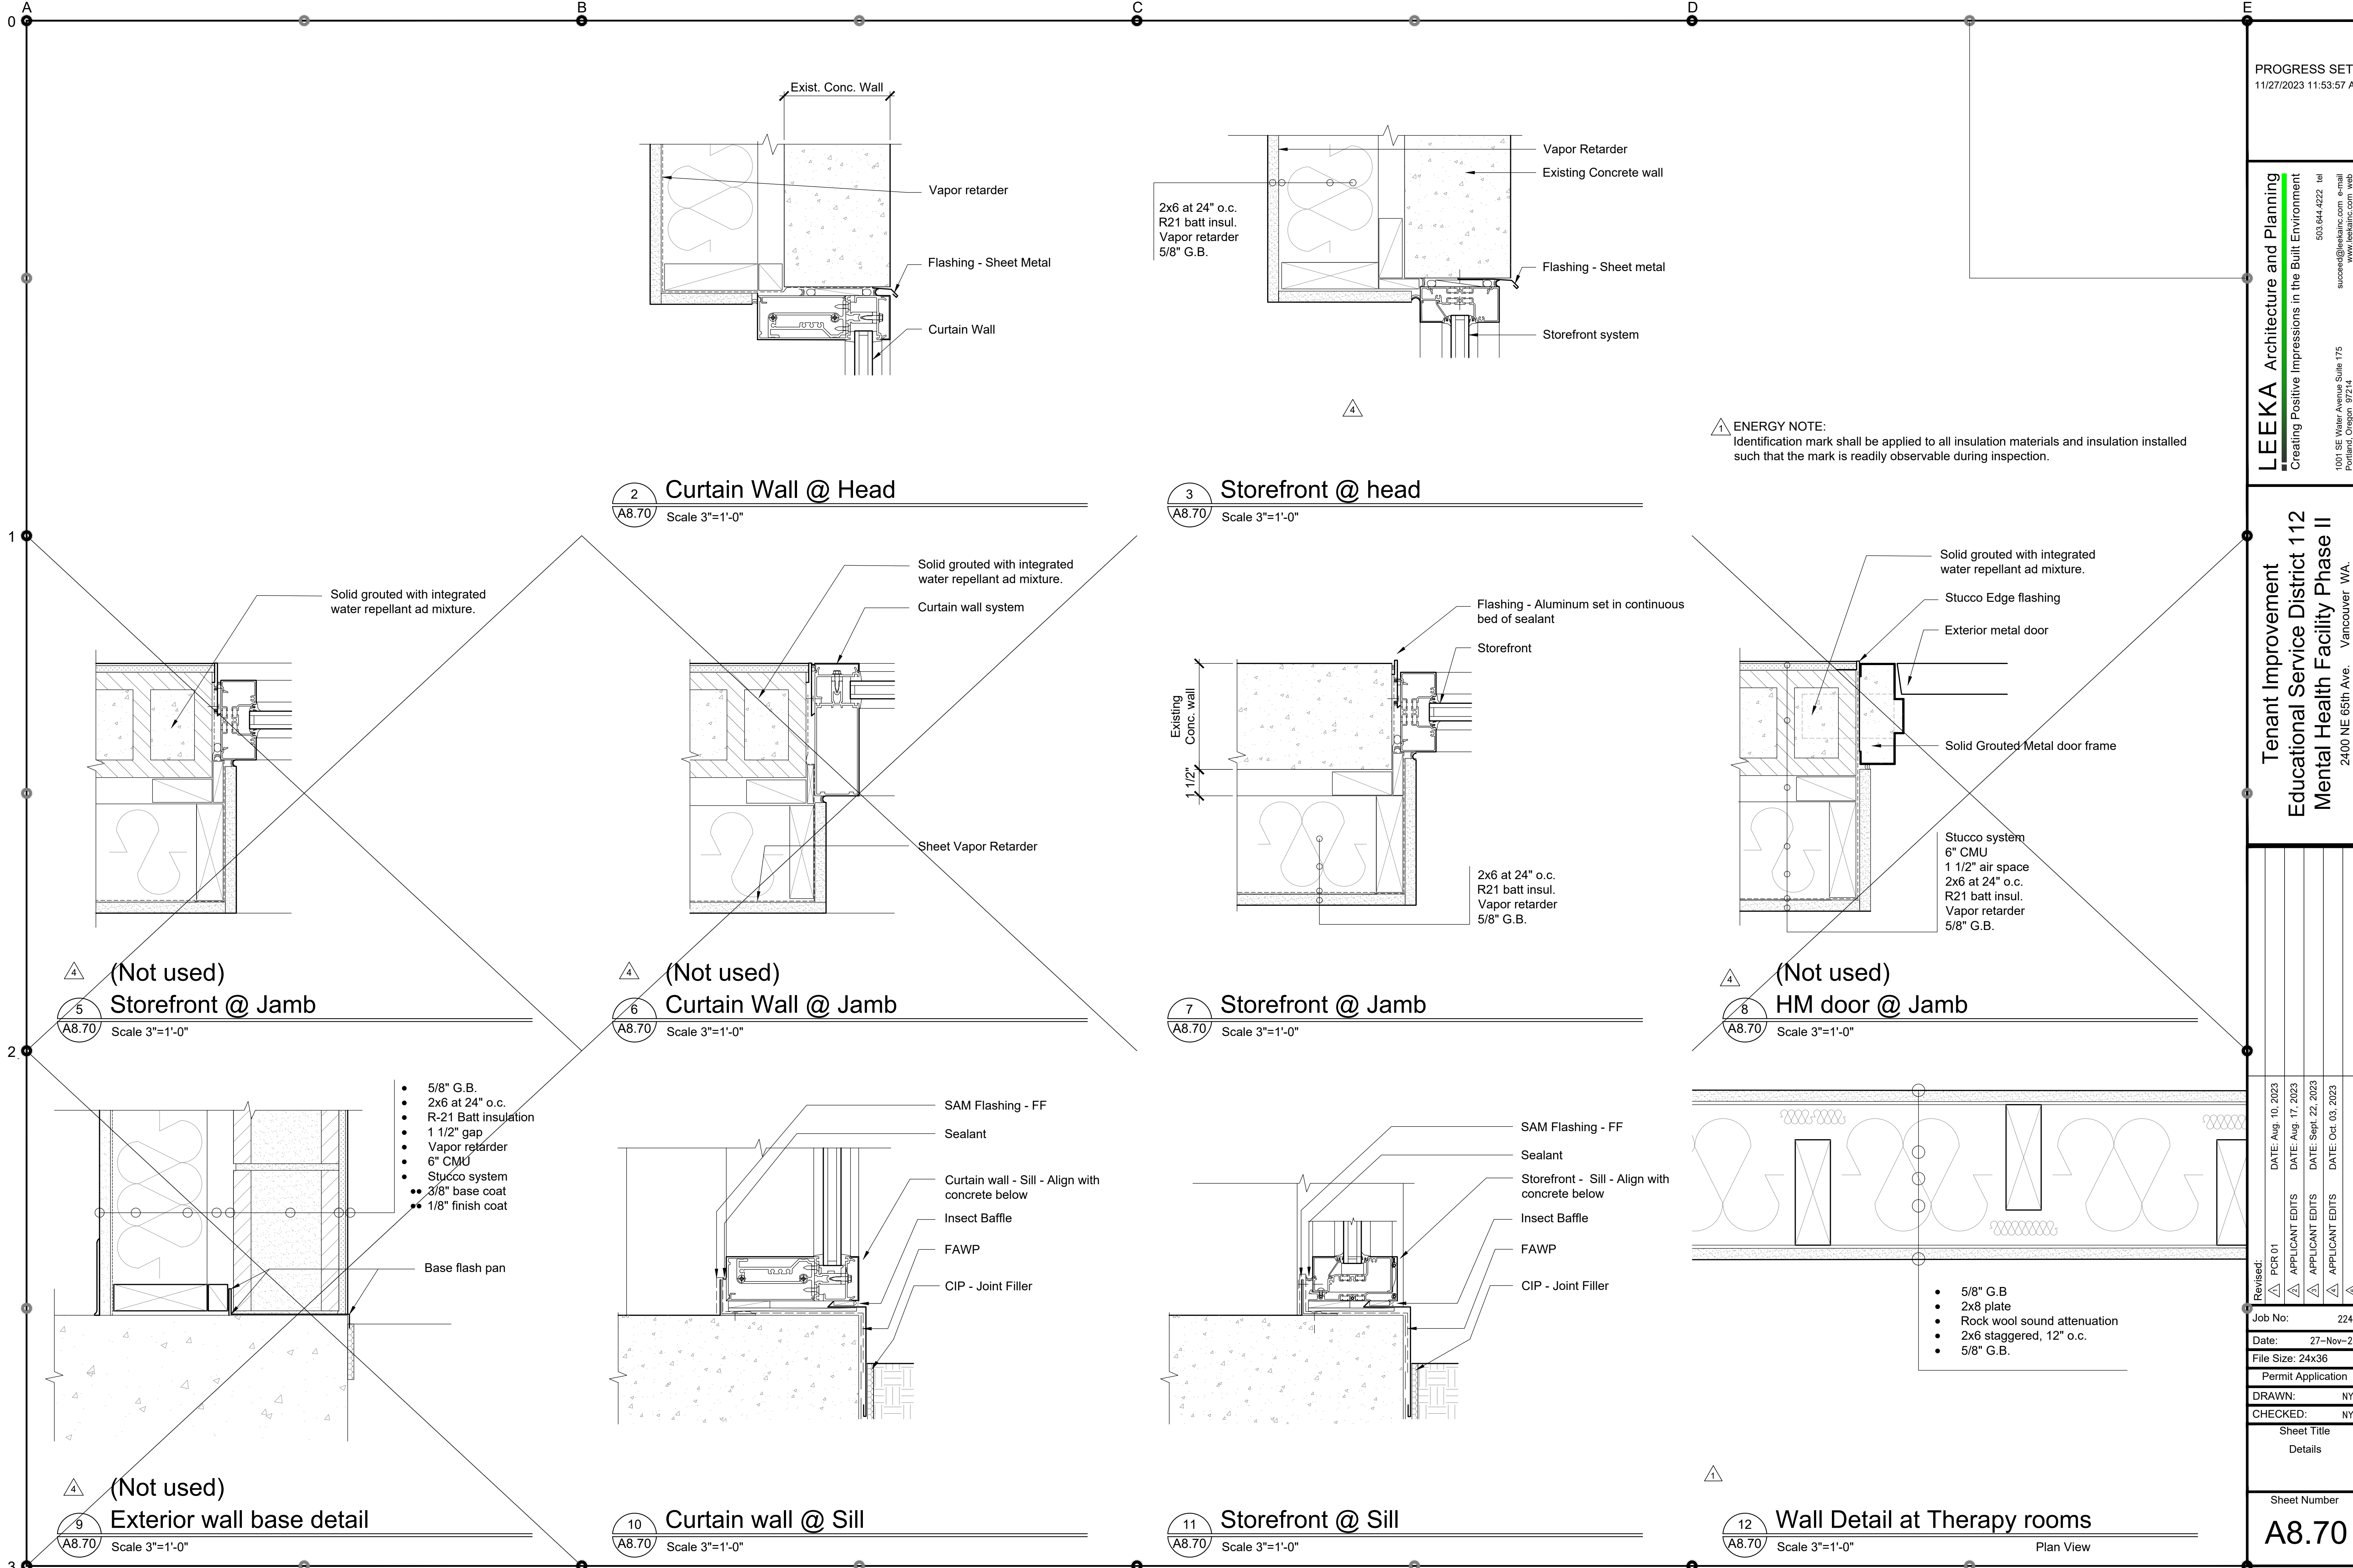 A
B
C
D
E
0
1
2
3
Exist. Conc. Wall
Vapor retarder
Flashing - Sheet Metal
Curtain Wall
2
A8.70
Curtain Wall @ Head
Scale 3"=1'-0"
Vapor Retarder
Existing Concrete wall
2x6 at 24" o.c.
R21 batt insul.
Vapor retarder
5/8" G.B.
Flashing - Sheet metal
Storefront system
4
3
A8.70
Storefront @ head
Scale 3"=1'-0"
1
ENERGY NOTE:
Identification mark shall be applied to all insulation materials and insulation installed
such that the mark is readily observable during inspection.
Solid grouted with integrated
water repellant ad mixture.
4
(Not used)
5
A8.70
Storefront @ Jamb
Scale 3"=1'-0"
Solid grouted with integrated
water repellant ad mixture.
Curtain wall system
Sheet Vapor Retarder
4
(Not used)
6
A8.70
Curtain Wall @ Jamb
Scale 3"=1'-0"
Flashing - Aluminum set in continuous
bed of sealant
Storefront
Existing
Conc. wall
1 1/2"
2x6 at 24" o.c.
R21 batt insul.
Vapor retarder
5/8" G.B.
7
A8.70
Storefront @ Jamb
Scale 3"=1'-0"
Solid grouted with integrated
water repellant ad mixture.
Stucco Edge flashing
Exterior metal door
Solid Grouted Metal door frame
Stucco system
6" CMU
1 1/2" air space
2x6 at 24" o.c.
R21 batt insul.
Vapor retarder
5/8" G.B.
4
(Not used)
8
A8.70
HM door @ Jamb
Scale 3"=1'-0"
• 5/8" G.B.
• 2x6 at 24" o.c.
• R-21 Batt insulation
• 1 1/2" gap
• Vapor retarder
• 6" CMU
• Stucco system
•• 3/8" base coat
•• 1/8" finish coat
Base flash pan
4
(Not used)
9
A8.70
Exterior wall base detail
Scale 3"=1'-0"
SAM Flashing - FF
Sealant
Curtain wall - Sill - Align with
concrete below
Insect Baffle
FAWP
CIP - Joint Filler
10
A8.70
Curtain wall @ Sill
Scale 3"=1'-0"
SAM Flashing - FF
Sealant
Storefront - Sill - Align with
concrete below
Insect Baffle
FAWP
CIP - Joint Filler
11
A8.70
Storefront @ Sill
Scale 3"=1'-0"
• 5/8" G.B
• 2x8 plate
• Rock wool sound attenuation
• 2x6 staggered, 12" o.c.
• 5/8" G.B.
1
12
A8.70
Wall Detail at Therapy rooms
Scale 3"=1'-0"
Plan View
PROGRESS SET
11/27/2023 11:53:57 A
LEEKA Architecture and Planning
Creating Positive Impressions in the Built Environment
503.644.4222 tel
succeed@leekainc.com e-mail
www.leekainc.com web
1001 SE Water Avenue Suite 175
Portland, Oregon 97214
Tenant Improvement
Educational Service District 112
Mental Health Facility Phase II
2400 NE 65th Ave. Vancouver WA.
Revised:
1 PCR 01 DATE: Aug. 10, 2023
2 APPLICANT EDITS DATE: Aug. 17, 2023
3 APPLICANT EDITS DATE: Sept. 22, 2023
4 APPLICANT EDITS DATE: Oct. 03, 2023
Job No: 224
Date: 27-Nov-2
File Size: 24x36
Permit Application
DRAWN: NY
CHECKED: NY
Sheet Title
Details
Sheet Number
A8.70